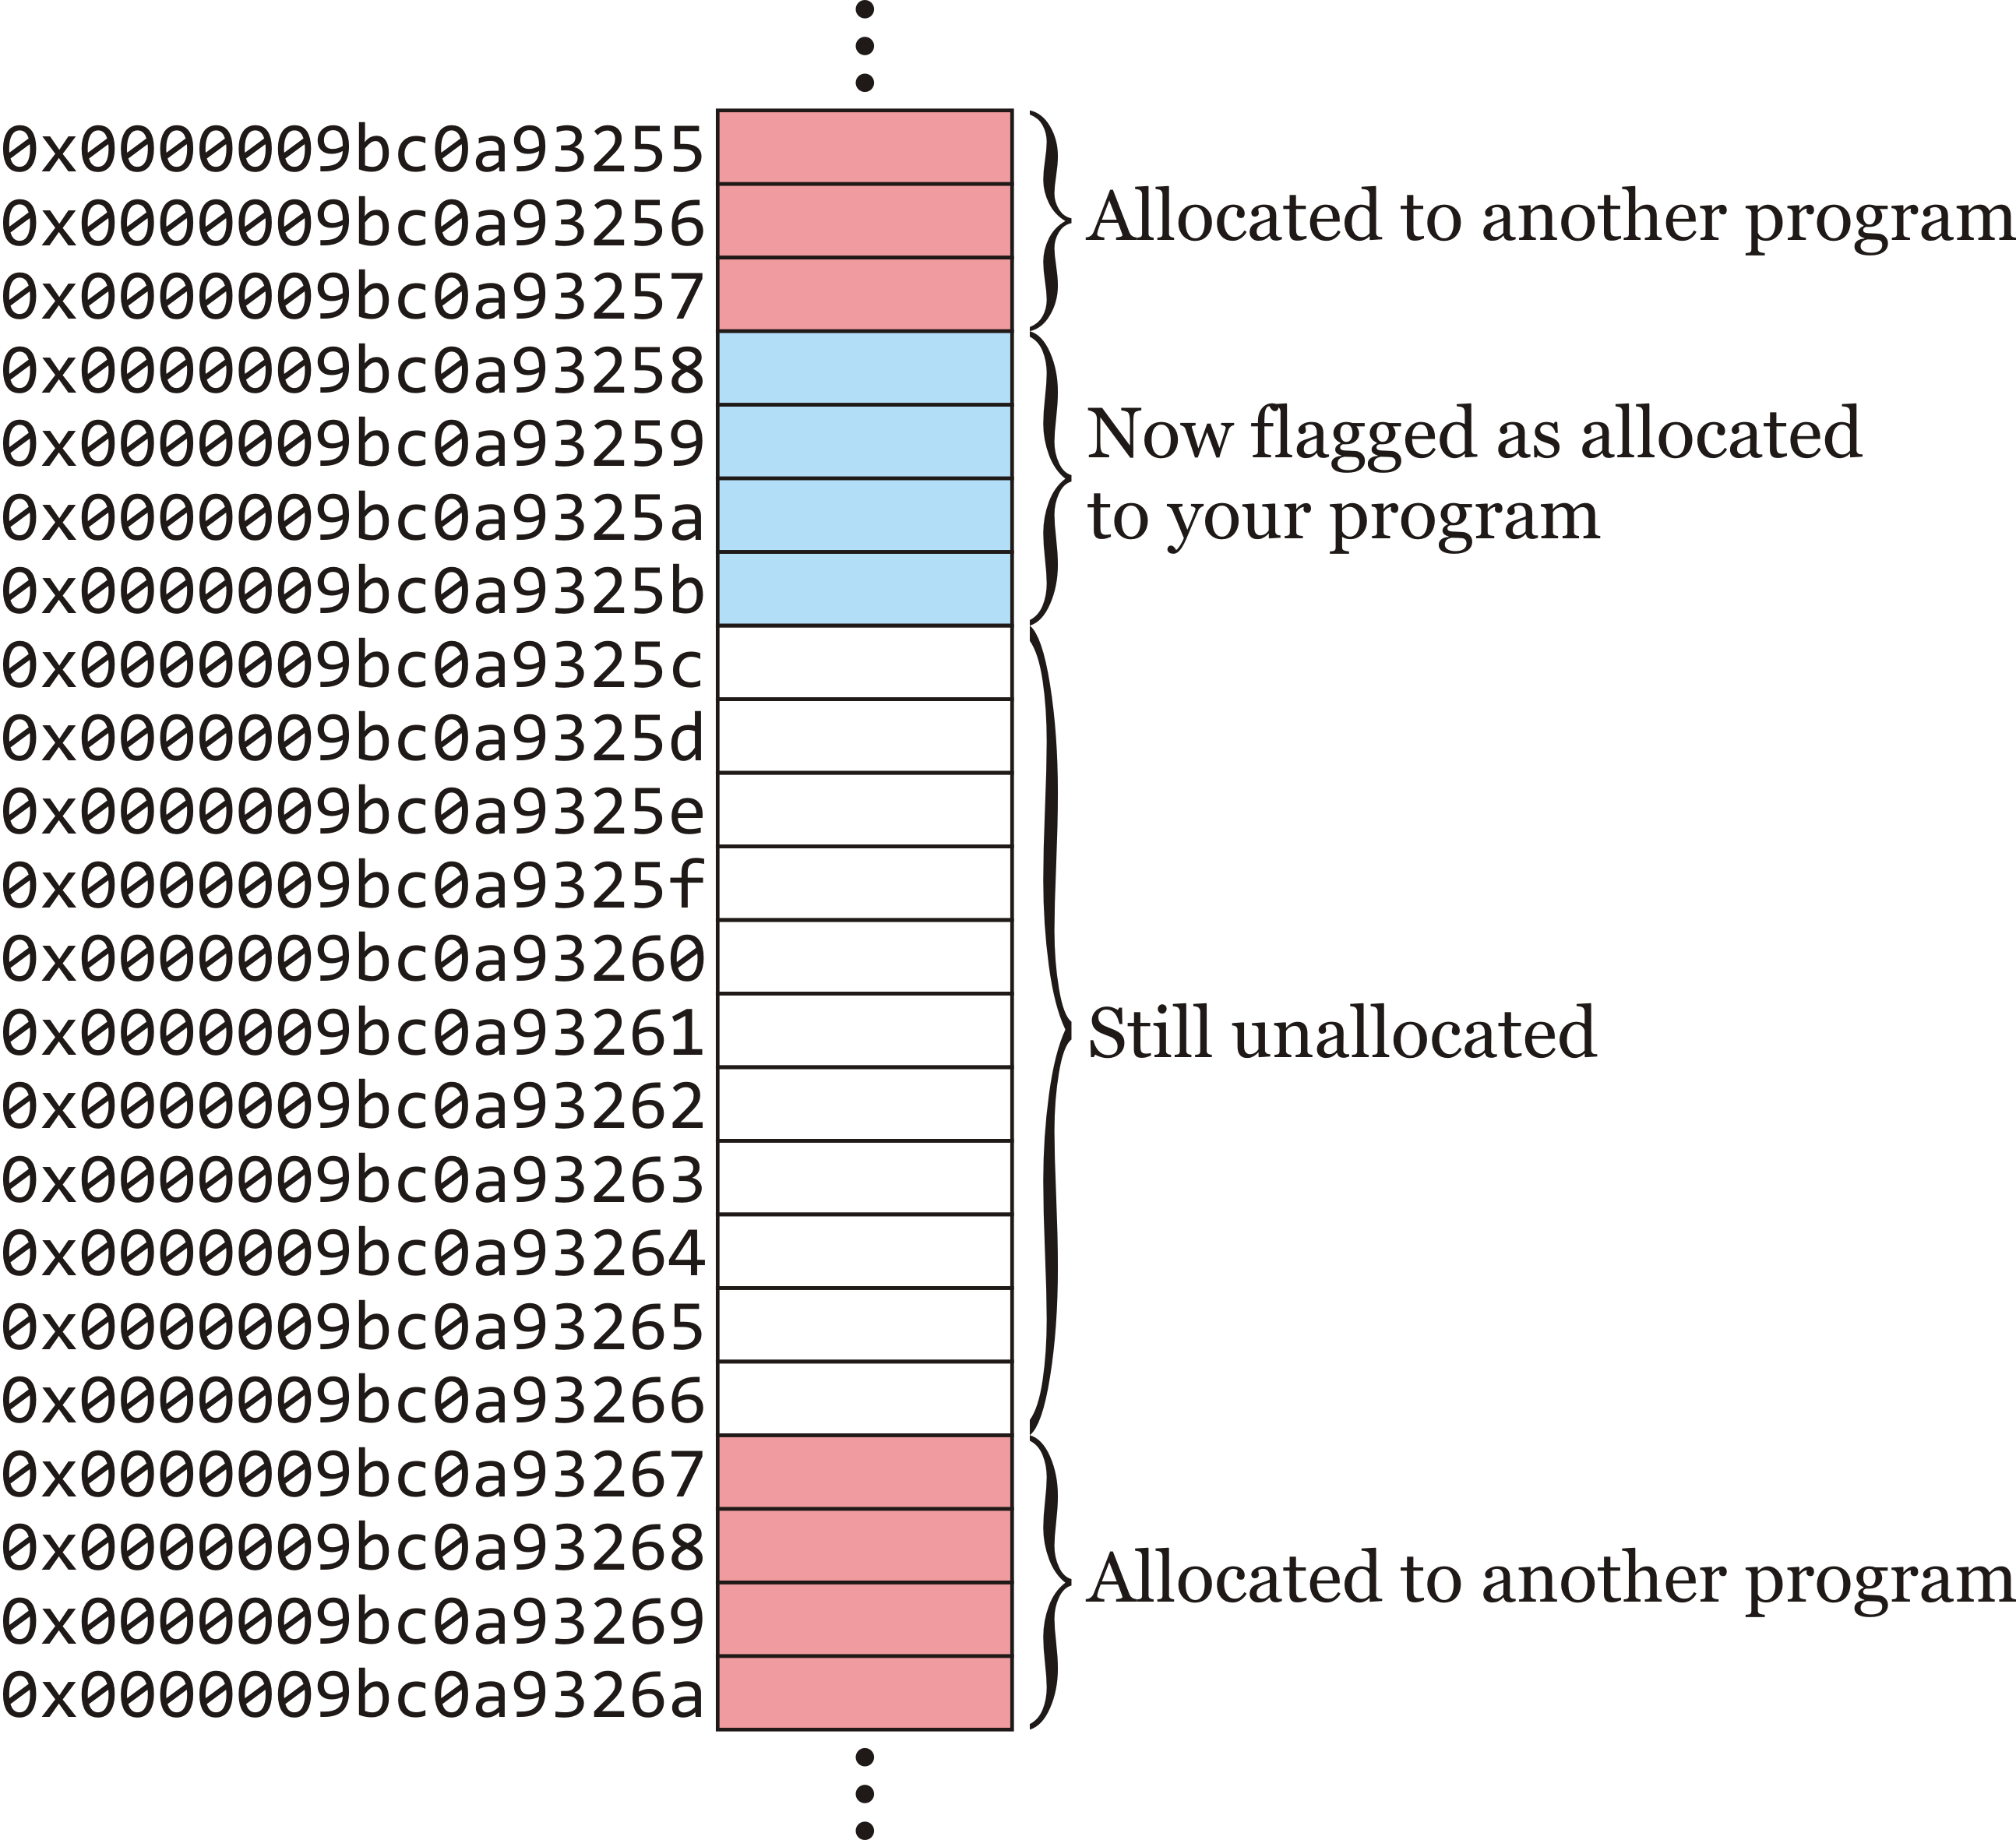 0x0000009bc0a93255
0x0000009bc0a93256
Allocated to another program
0x0000009bc0a93257
0x0000009bc0a93258
0x0000009bc0a93259
Now flagged as allocated
to your program
0x0000009bc0a9325a
0x0000009bc0a9325b
0x0000009bc0a9325c
0x0000009bc0a9325d
0x0000009bc0a9325e
0x0000009bc0a9325f
0x0000009bc0a93260
0x0000009bc0a93261
Still unallocated
0x0000009bc0a93262
0x0000009bc0a93263
0x0000009bc0a93264
0x0000009bc0a93265
0x0000009bc0a93266
0x0000009bc0a93267
0x0000009bc0a93268
0x0000009bc0a93269
Allocated to another program
0x0000009bc0a9326a